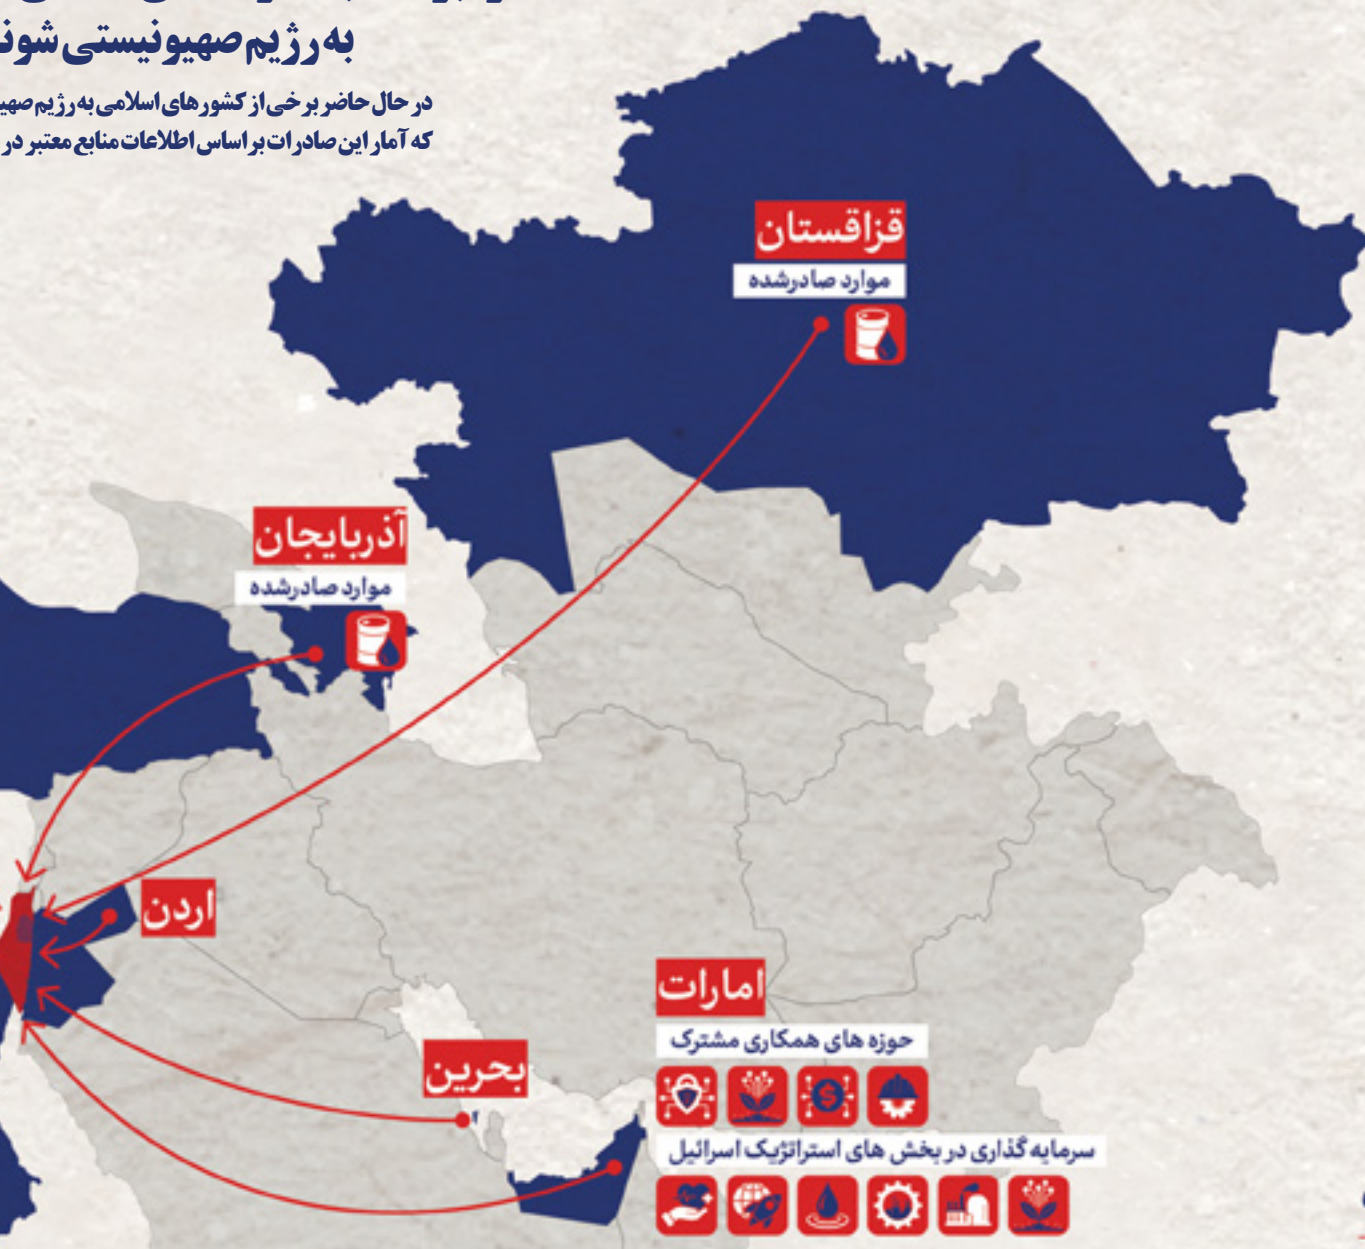 به رژیم صهیونیستی شوند
در حال حاضر برخی از کشورهای اسلامی به رژیم
که آمار این صادرات بر اساس اطلاعات منابع معتبر در
قزاقستان
موارد صادرشده
آذربایجان
موارد صادرشده
اردن
امارات
حوزه های همکاری مشترک
بحرین
سرمایه گذاری در بخش های استراتژیک اسرائیل